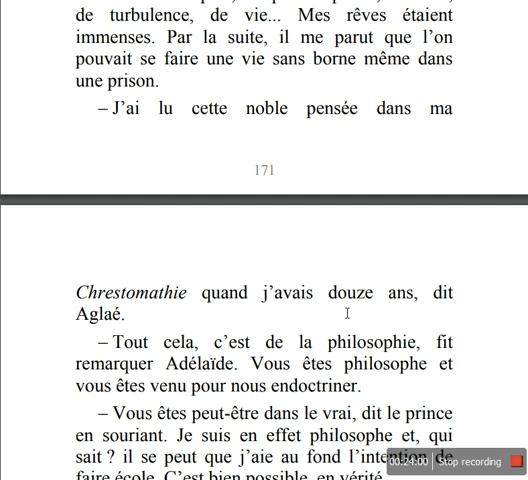 de turbulence, de vie... Mes rêves étaient
immenses. Par la suite, il me parut que l’on
pouvait se faire une vie sans borne même dans
une prison.
– J’ai lu cette noble pensée dans ma
171
Chrestomathie quand j’avais douze ans, dit
Aglaé.
– Tout cela, c’est de la philosophie, fit
remarquer Adélaïde. Vous êtes philosophe et
vous êtes venu pour nous endoctriner.
– Vous êtes peut-être dans le vrai, dit le prince
en souriant. Je suis en effet philosophe et, qui
sait ? il se peut que j’aie au fond l’intention de
faire école. C’est bien possible, en vérité
00:24:00 | Stop recording